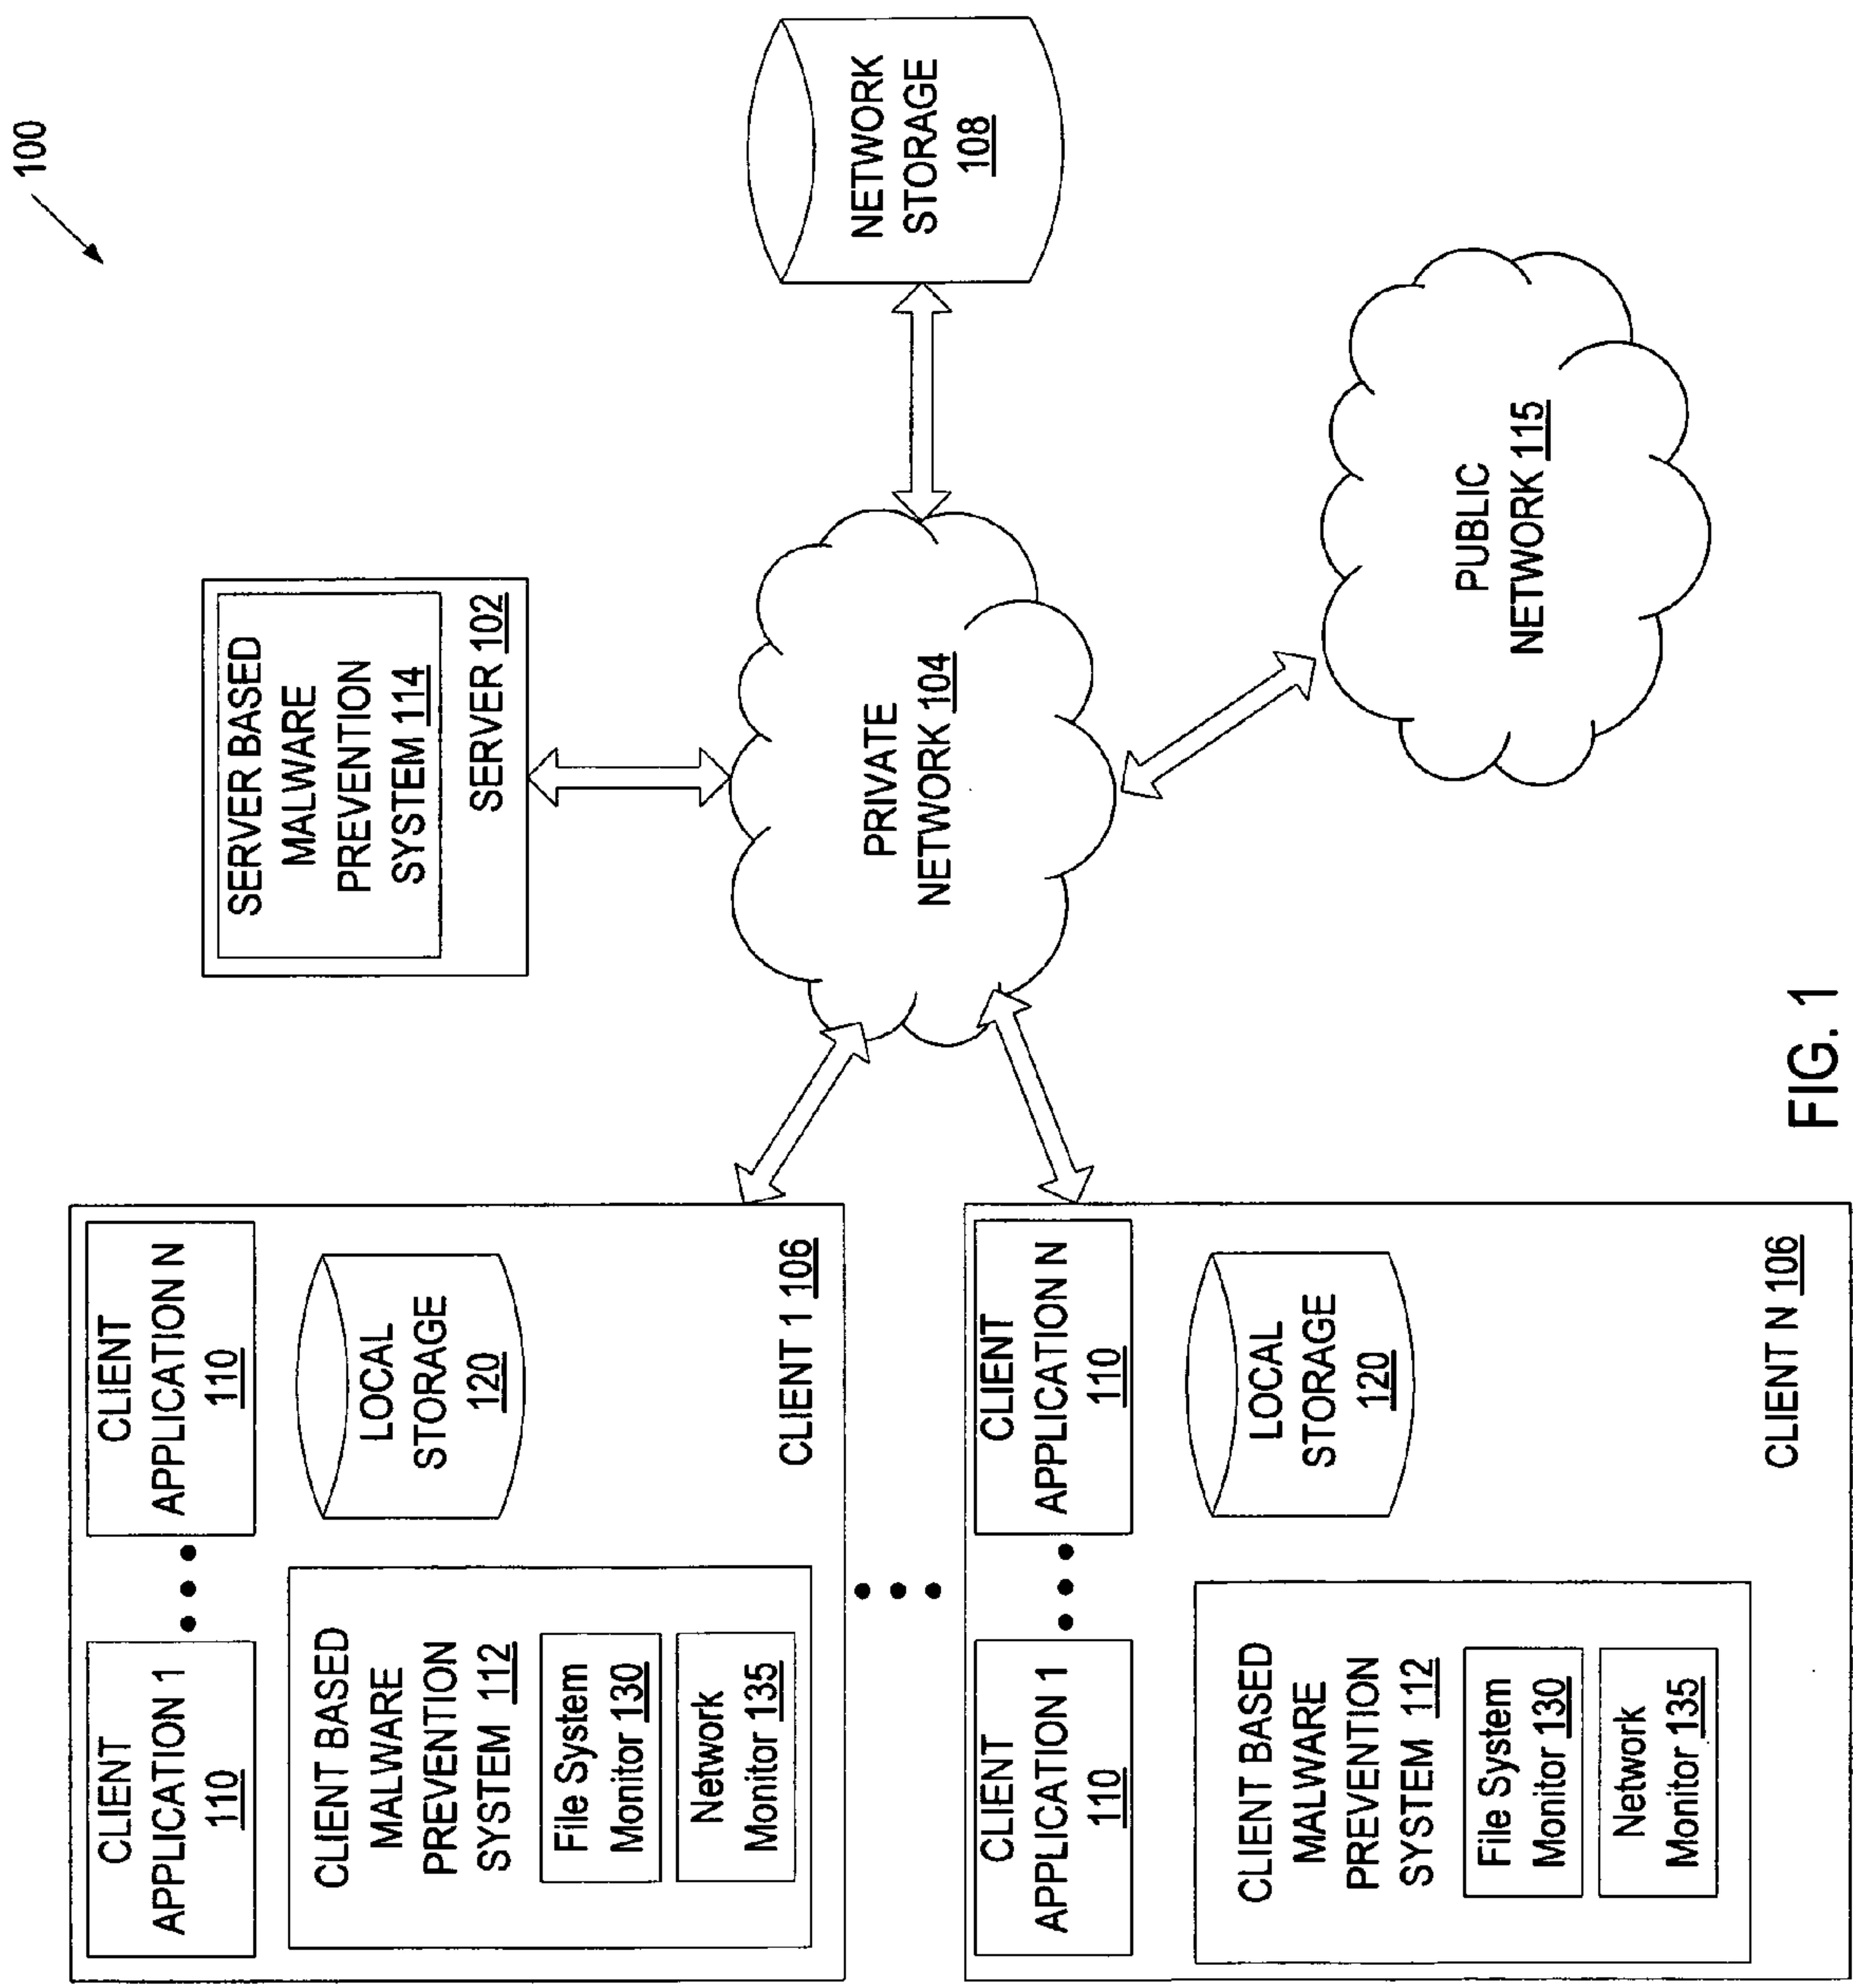 100
SERVER BASED
MALWARE
PREVENTION
SYSTEM 114
SERVER 102
CLIENT
APPLICATION 1
110
CLIENT
APPLICATION N
110
CLIENT BASED
MALWARE
PREVENTION
SYSTEM 112
File System
Monitor 130
Network
Monitor 135
LOCAL
STORAGE
120
CLIENT 1 106
PRIVATE
NETWORK 104
NETWORK
STORAGE
108
CLIENT
APPLICATION 1
110
CLIENT
APPLICATION N
110
CLIENT BASED
MALWARE
PREVENTION
SYSTEM 112
File System
Monitor 130
Network
Monitor 135
LOCAL
STORAGE
120
CLIENT N 106
PUBLIC
NETWORK 115
FIG. 1